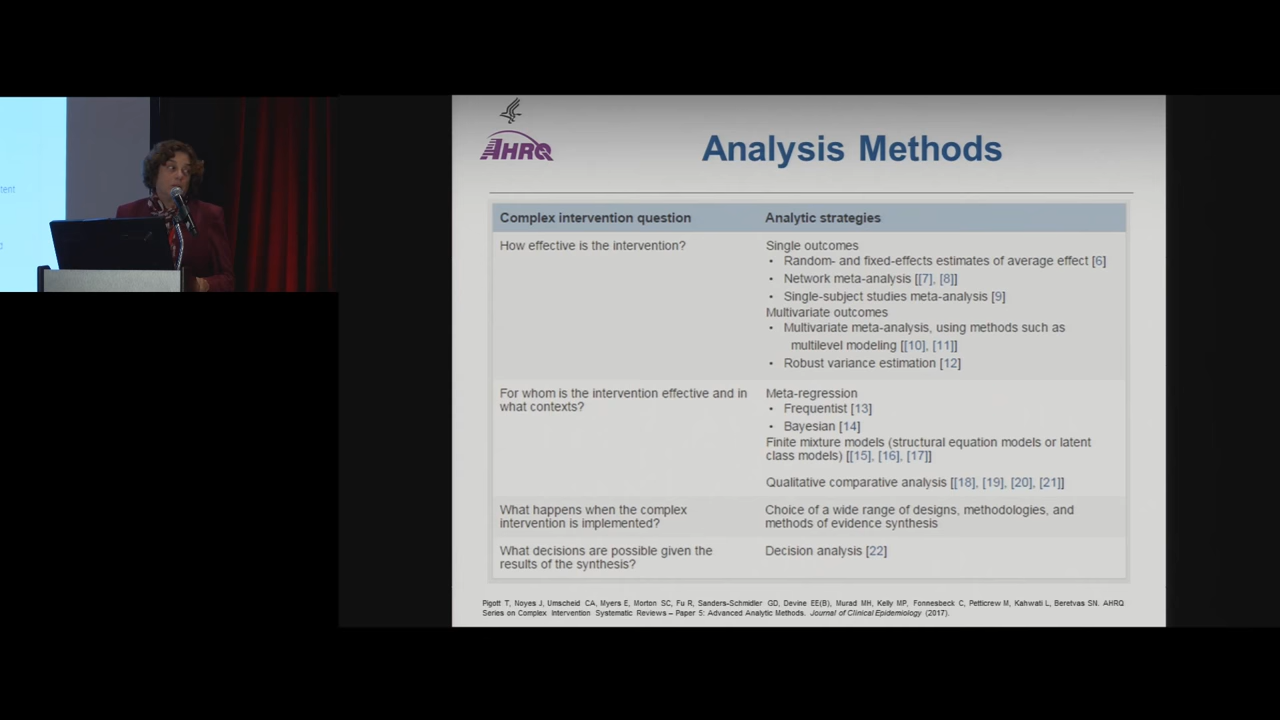 tent
d
AHRQ
Analysis Methods
Complex intervention question
Analytic strategies
How effective is the intervention?
Single outcomes
• Random- and fixed-effects estimates of average effect [6]
• Network meta-analysis [[7], [8]]
• Single-subject studies meta-analysis [9]
Multivariate outcomes
• Multivariate meta-analysis, using methods such as
multilevel modeling [[10], [11]]
• Robust variance estimation [12]
For whom is the intervention effective and in
what contexts?
Meta-regression
• Frequentist [13]
• Bayesian [14]
Finite mixture models (structural equation models or latent
class models) [[15], [16], [17]]
Qualitative comparative analysis [[18], [19], [20], [21]]
What happens when the complex
intervention is implemented?
Choice of a wide range of designs, methodologies, and
methods of evidence synthesis
What decisions are possible given the
results of the synthesis?
Decision analysis [22]
Pigott T, Noyes J, Umscheid CA, Myers E, Morton SC, Fu R, Sanders-Schmidler GD, Devine EE(B), Murad MH, Kelly MP, Fonnesbeck C, Petticrew M, Kahwati L, Beretvas SN. AHRQ
Series on Complex Intervention Systematic Reviews – Paper 5: Advanced Analytic Methods. Journal of Clinical Epidemiology (2017).